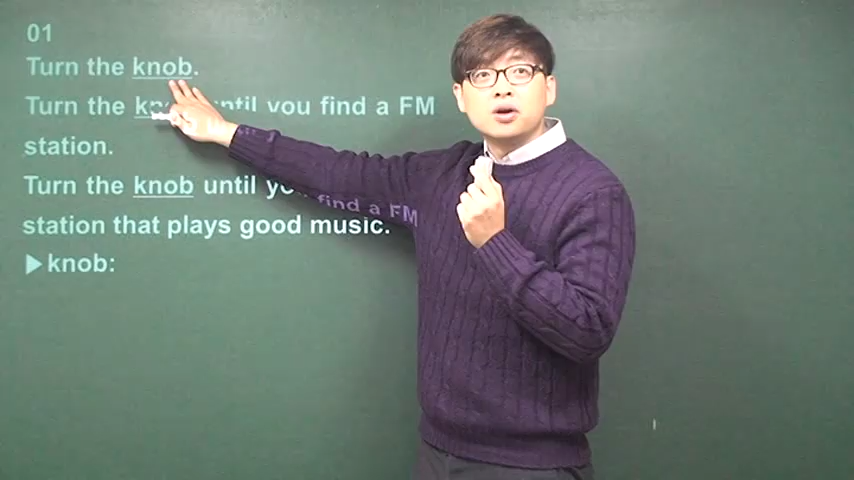 01
Turn the knob.
Turn the until you find a FM
station.
Turn the knob until you find a FM
station that plays good music.
▶knob: